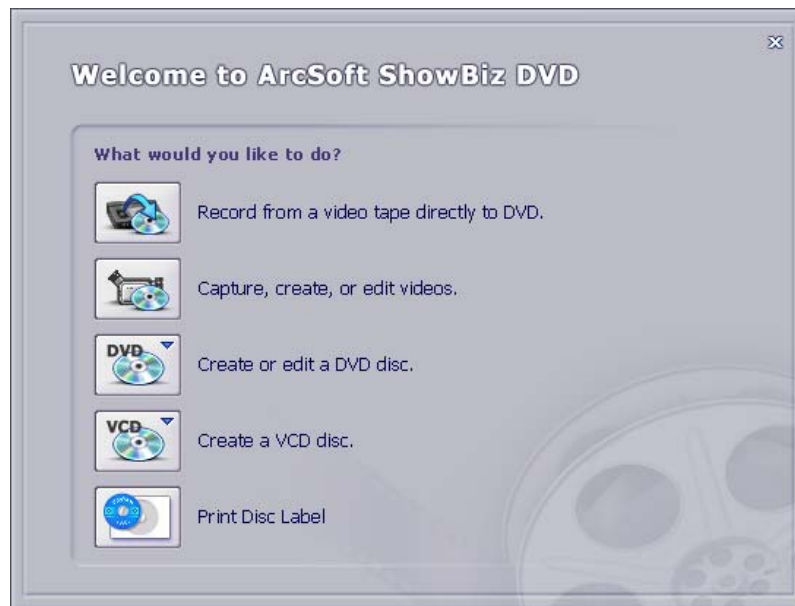 Welcome to ArcSoft ShowBiz DVD
What would you like to do?
Record from a video tape directly to DVD.
Capture, create, or edit videos.
DVD
Create or edit a DVD disc.
VCD
Create a VCD disc.
Print Disc Label